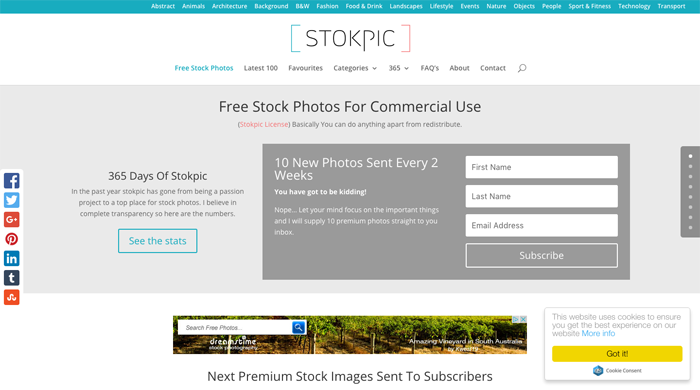 Abstract Animals Architecture Background B&W Fashion Food & Drink Landscapes Lifestyle Events Nature Objects People Sport & Fitness Technology Transport
STOKPIC
Free Stock Photos Latest 100 Favourites Categories 365 FAQ's About Contact
Free Stock Photos For Commercial Use
(Stokpic License) Basically You can do anything apart from redistribute.
365 Days Of Stokpic
In the past year stokpic has gone from being a passion
project to a top place for stock photos. I believe in
complete transparency so here are the numbers.
See the stats
10 New Photos Sent Every 2
Weeks
You have got to be kidding!
Nope... Let your mind focus on the important things
and I will supply 10 premium photos straight to you
inbox.
First Name
Last Name
Email Address
Subscribe
Search Free Photos...
dreamstime
stock photography
Amazing Vineyard in South Australia
This website uses cookies to ensure
you get the best experience on our
website More info
Got it!
Cookie Consent
Next Premium Stock Images Sent To Subscribers